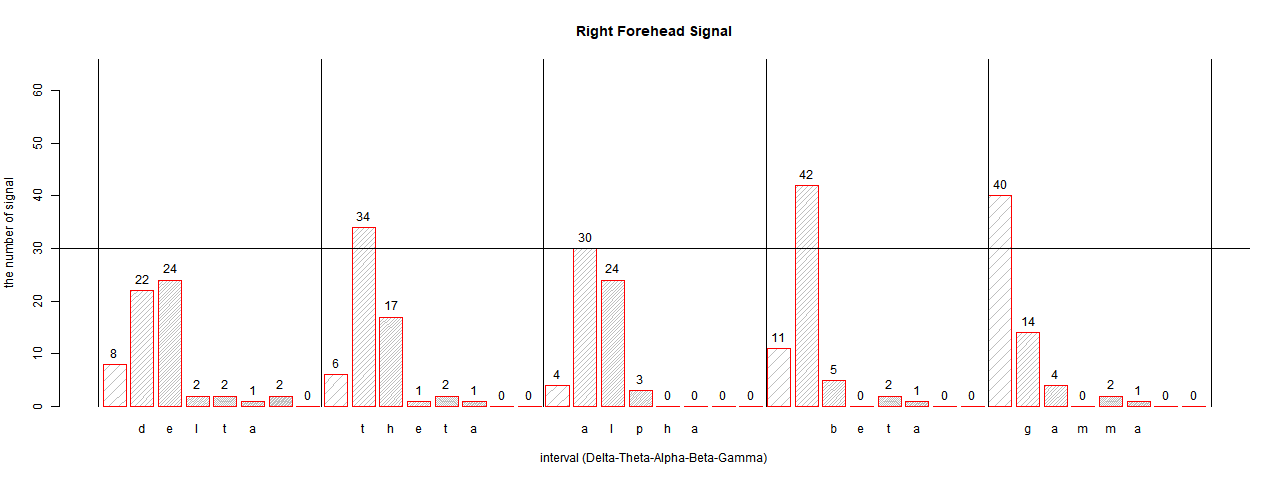 Right Forehead Signal
the number of signal
60
50
40
30
20
10
0
8 22 24 2 2 1 2 0
6 34 17 1 2 1 0 0
4 30 24 3 0 0 0 0
11 42 5 0 2 1 0 0
40 14 4 0 2 1 0 0
d e l t a t h e t a a l p h a b e t a g a m m a
interval (Delta-Theta-Alpha-Beta-Gamma)